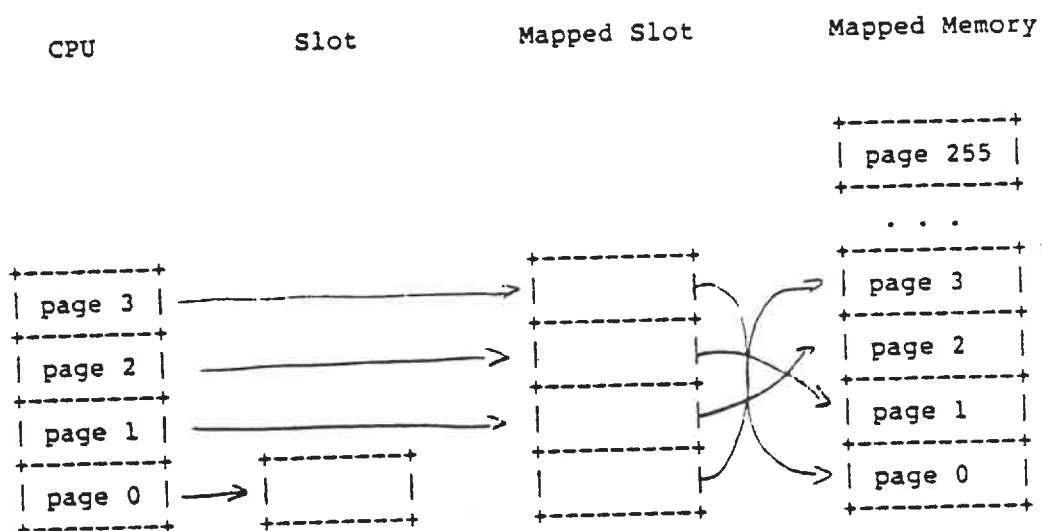 CPU Slot Mapped Slot Mapped Memory
page 255
. . .
page 3 page 3
page 2 page 2
page 1 page 1
page 0 page 0